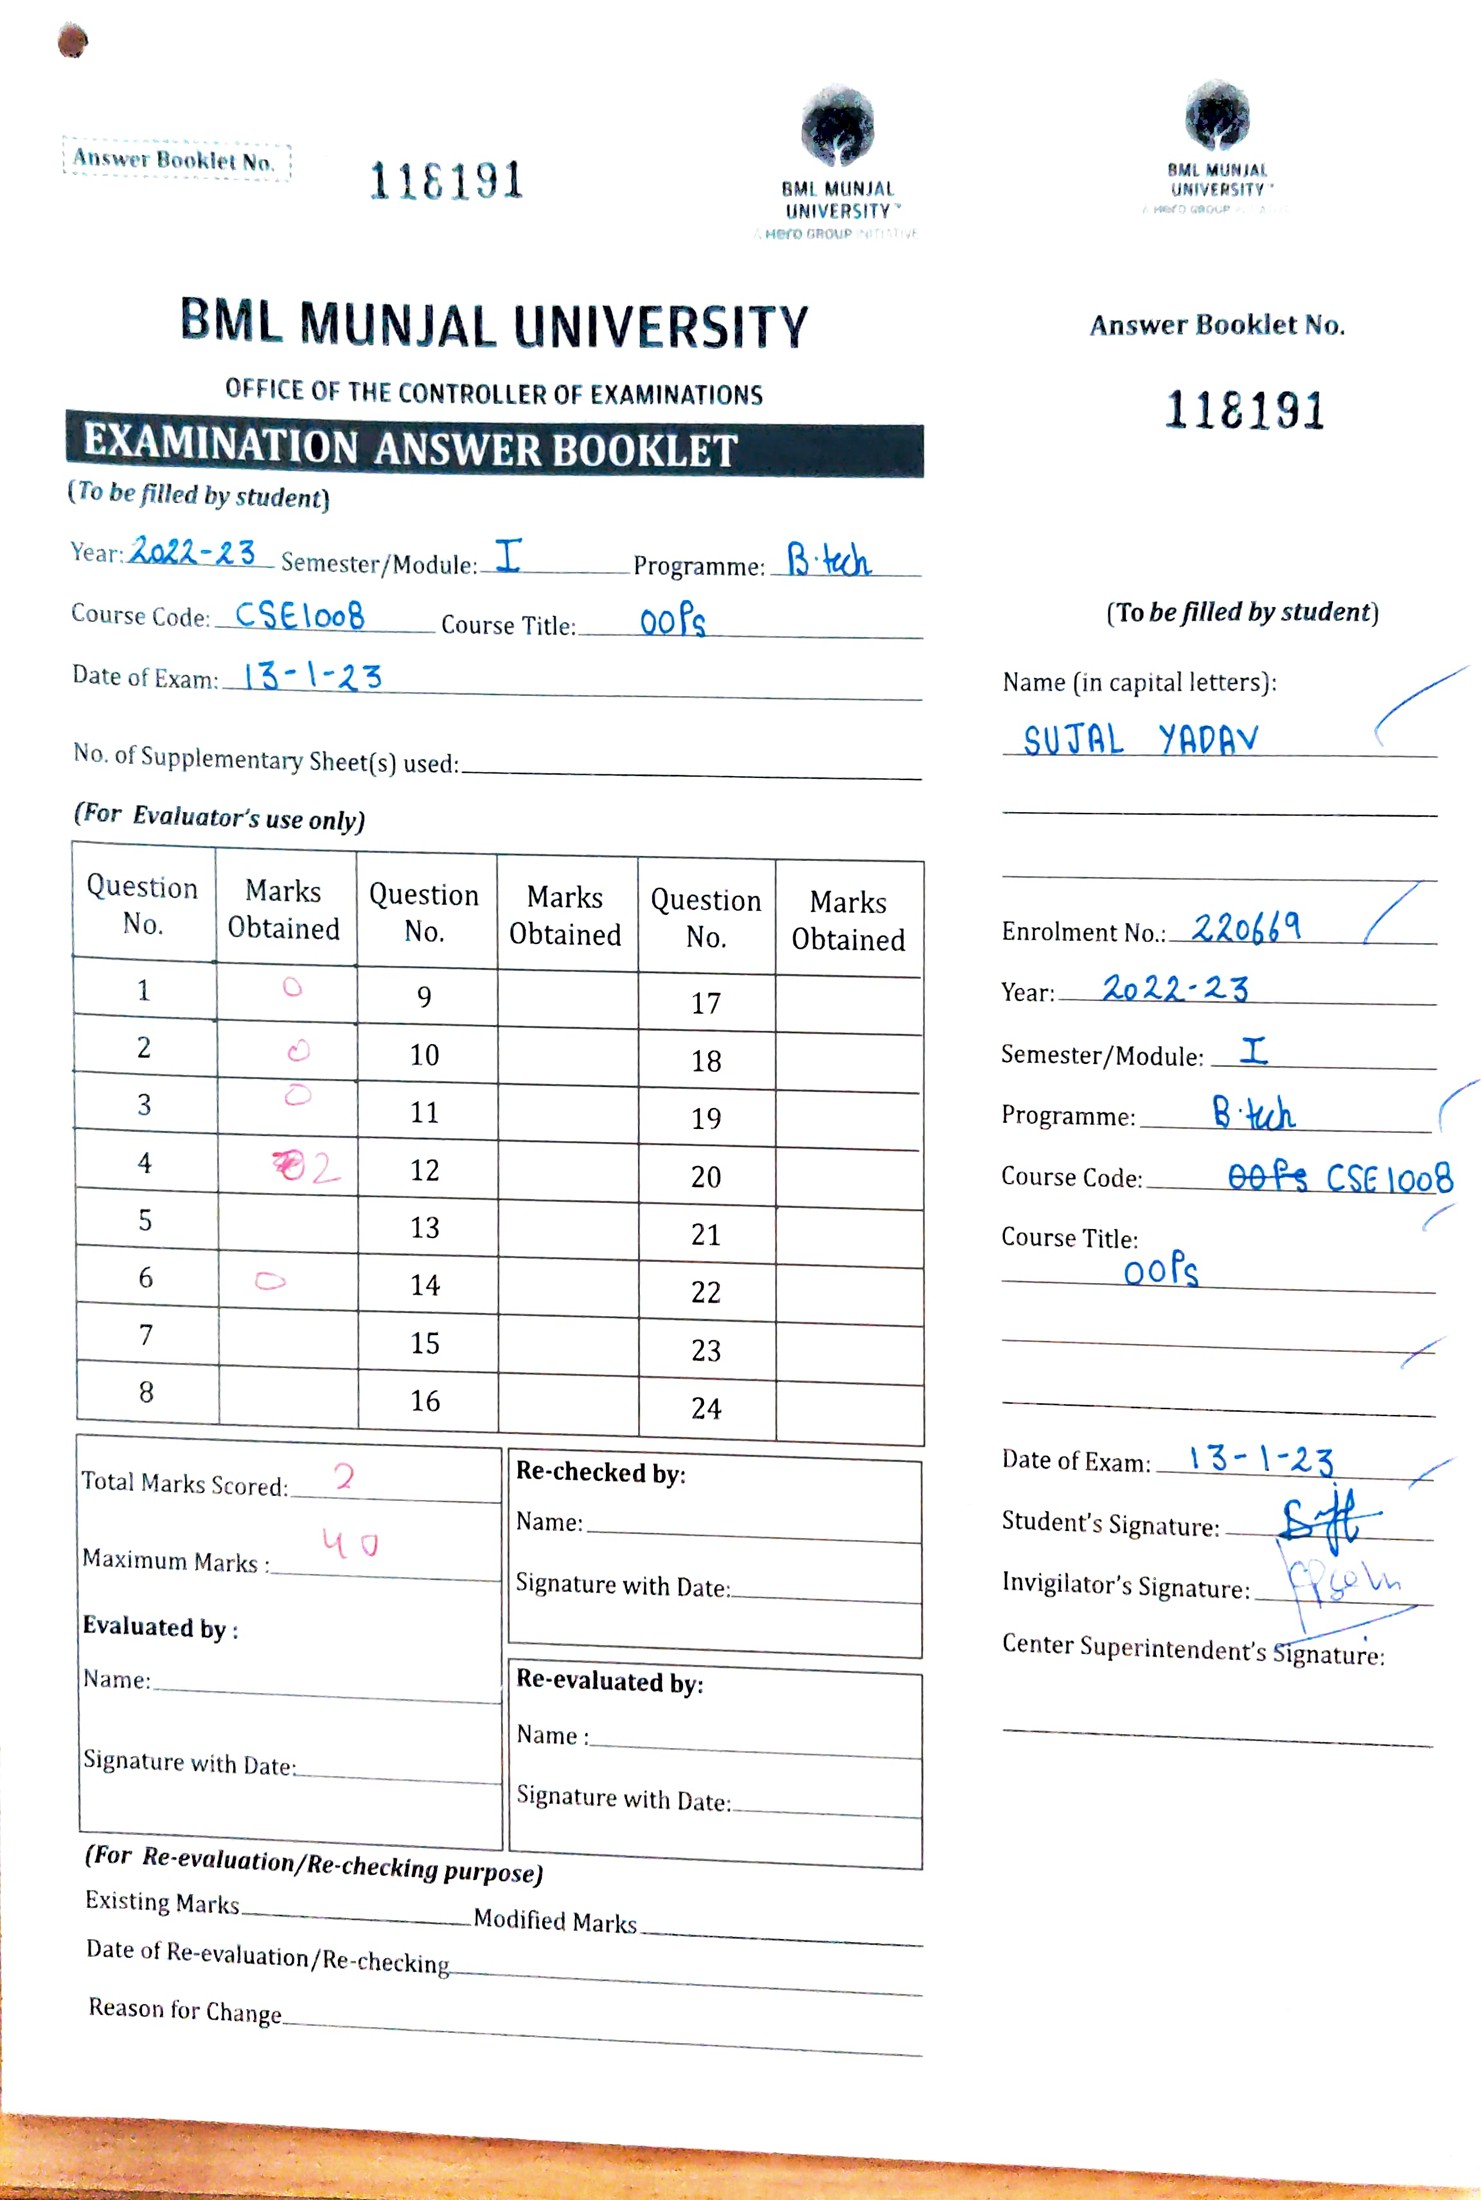 Answer Booklet No. 118191
BML MUNJAL
UNIVERSITY
A Hero GROUP INITIATIVE
BML MUNJAL UNIVERSITY
OFFICE OF THE CONTROLLER OF EXAMINATIONS
EXAMINATION ANSWER BOOKLET
(To be filled by student)
Year: 2022-23 Semester/Module: I Programme: B.tech
Course Code: CSE1008 Course Title: OOPs
Date of Exam: 13-1-23
No. of Supplementary Sheet(s) used:
(For Evaluator's use only)
Question No. Marks Obtained Question No. Marks Obtained Question No. Marks Obtained
1 0 9 17
2 0 10 18
3 0 11 19
4 02 12 20
5 13 21
6 0 14 22
7 15 23
8 16 24
Total Marks Scored: 2
Maximum Marks : 40
Evaluated by :
Name:
Signature with Date:
Re-checked by:
Name:
Signature with Date:
Re-evaluated by:
Name :
Signature with Date:
(For Re-evaluation/Re-checking purpose)
Existing Marks Modified Marks
Date of Re-evaluation/Re-checking
Reason for Change
BML MUNJAL
UNIVERSITY
A Hero GROUP
Answer Booklet No.
118191
(To be filled by student)
Name (in capital letters):
SUJAL YADAV
Enrolment No.: 220669
Year: 2022-23
Semester/Module: I
Programme: B.tech
Course Code: OOPs CSE1008
Course Title:
OOPs
Date of Exam: 13-1-23
Student's Signature:
Invigilator's Signature:
Center Superintendent's Signature: